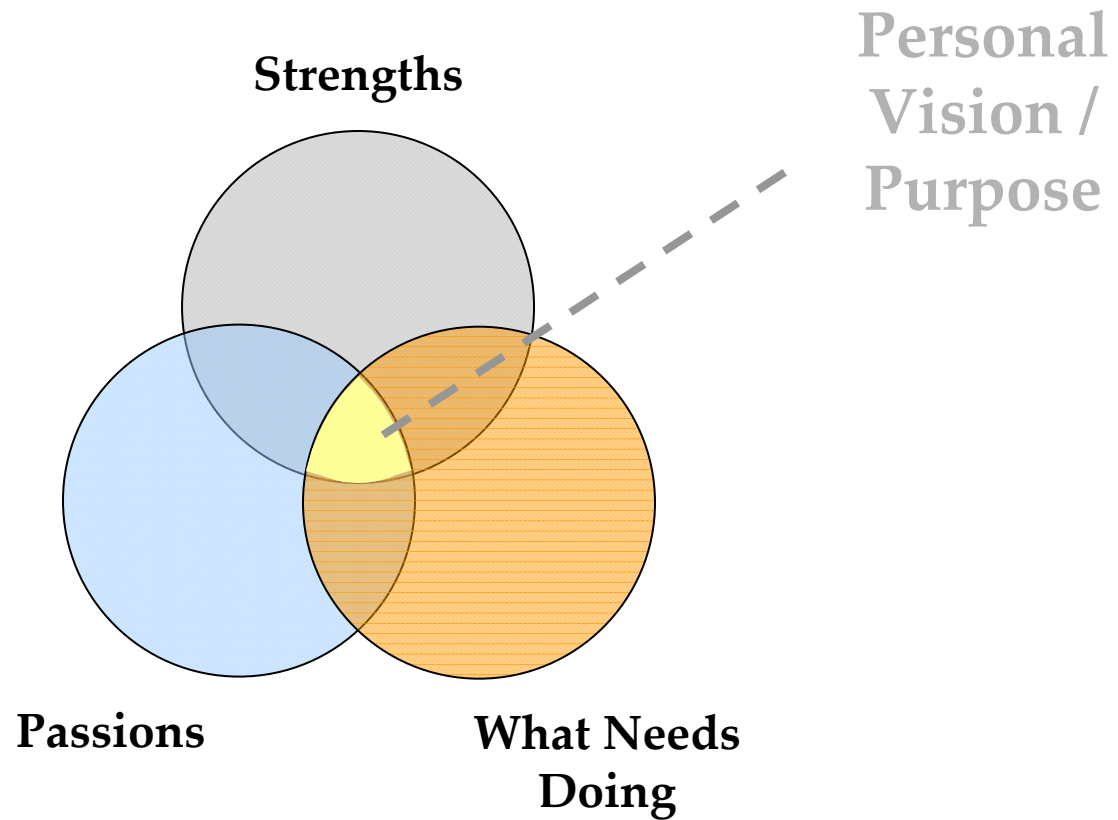 Personal
Vision /
Purpose
Strengths
Passions
What Needs
Doing